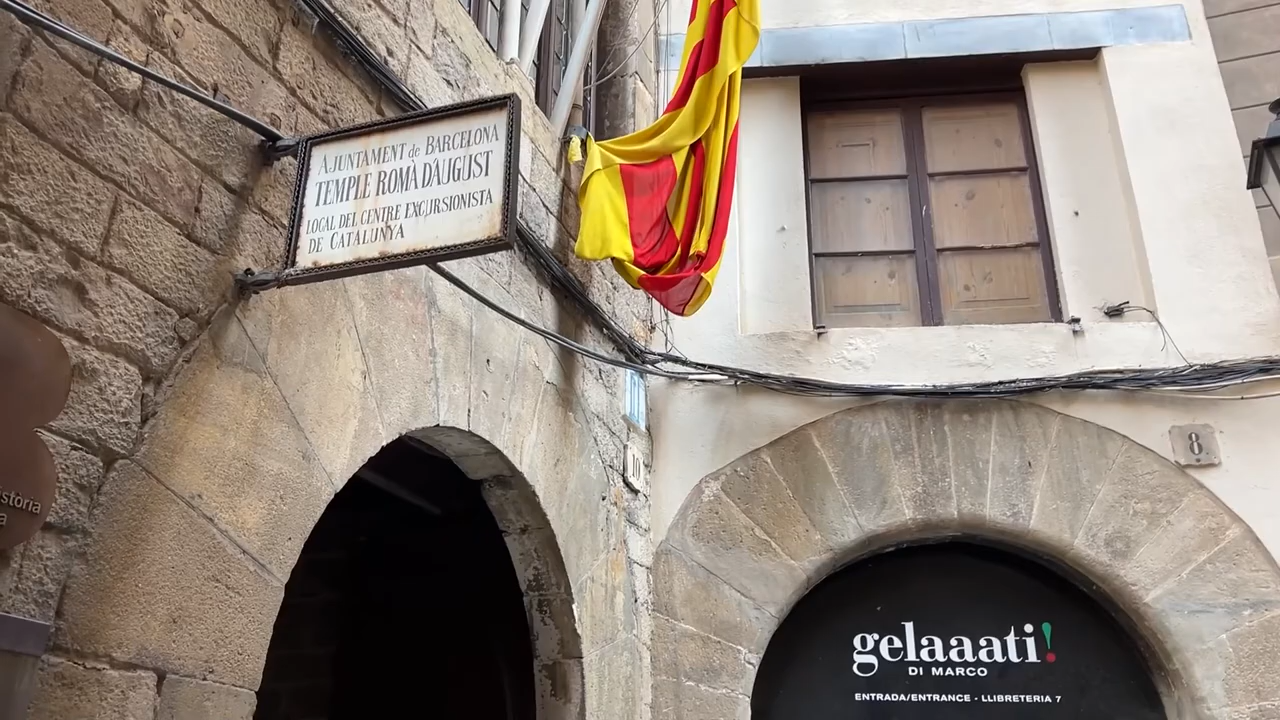 AJUNTAMENT de BARCELONA
TEMPLE ROMÀ D'AUGUST
LOCAL DEL CENTRE EXCURSIONISTA
DE CATALUNYA
10
8
istòria
a
gelaaati!
DI MARCO
ENTRADA/ENTRANCE - LLIBRETERIA 7